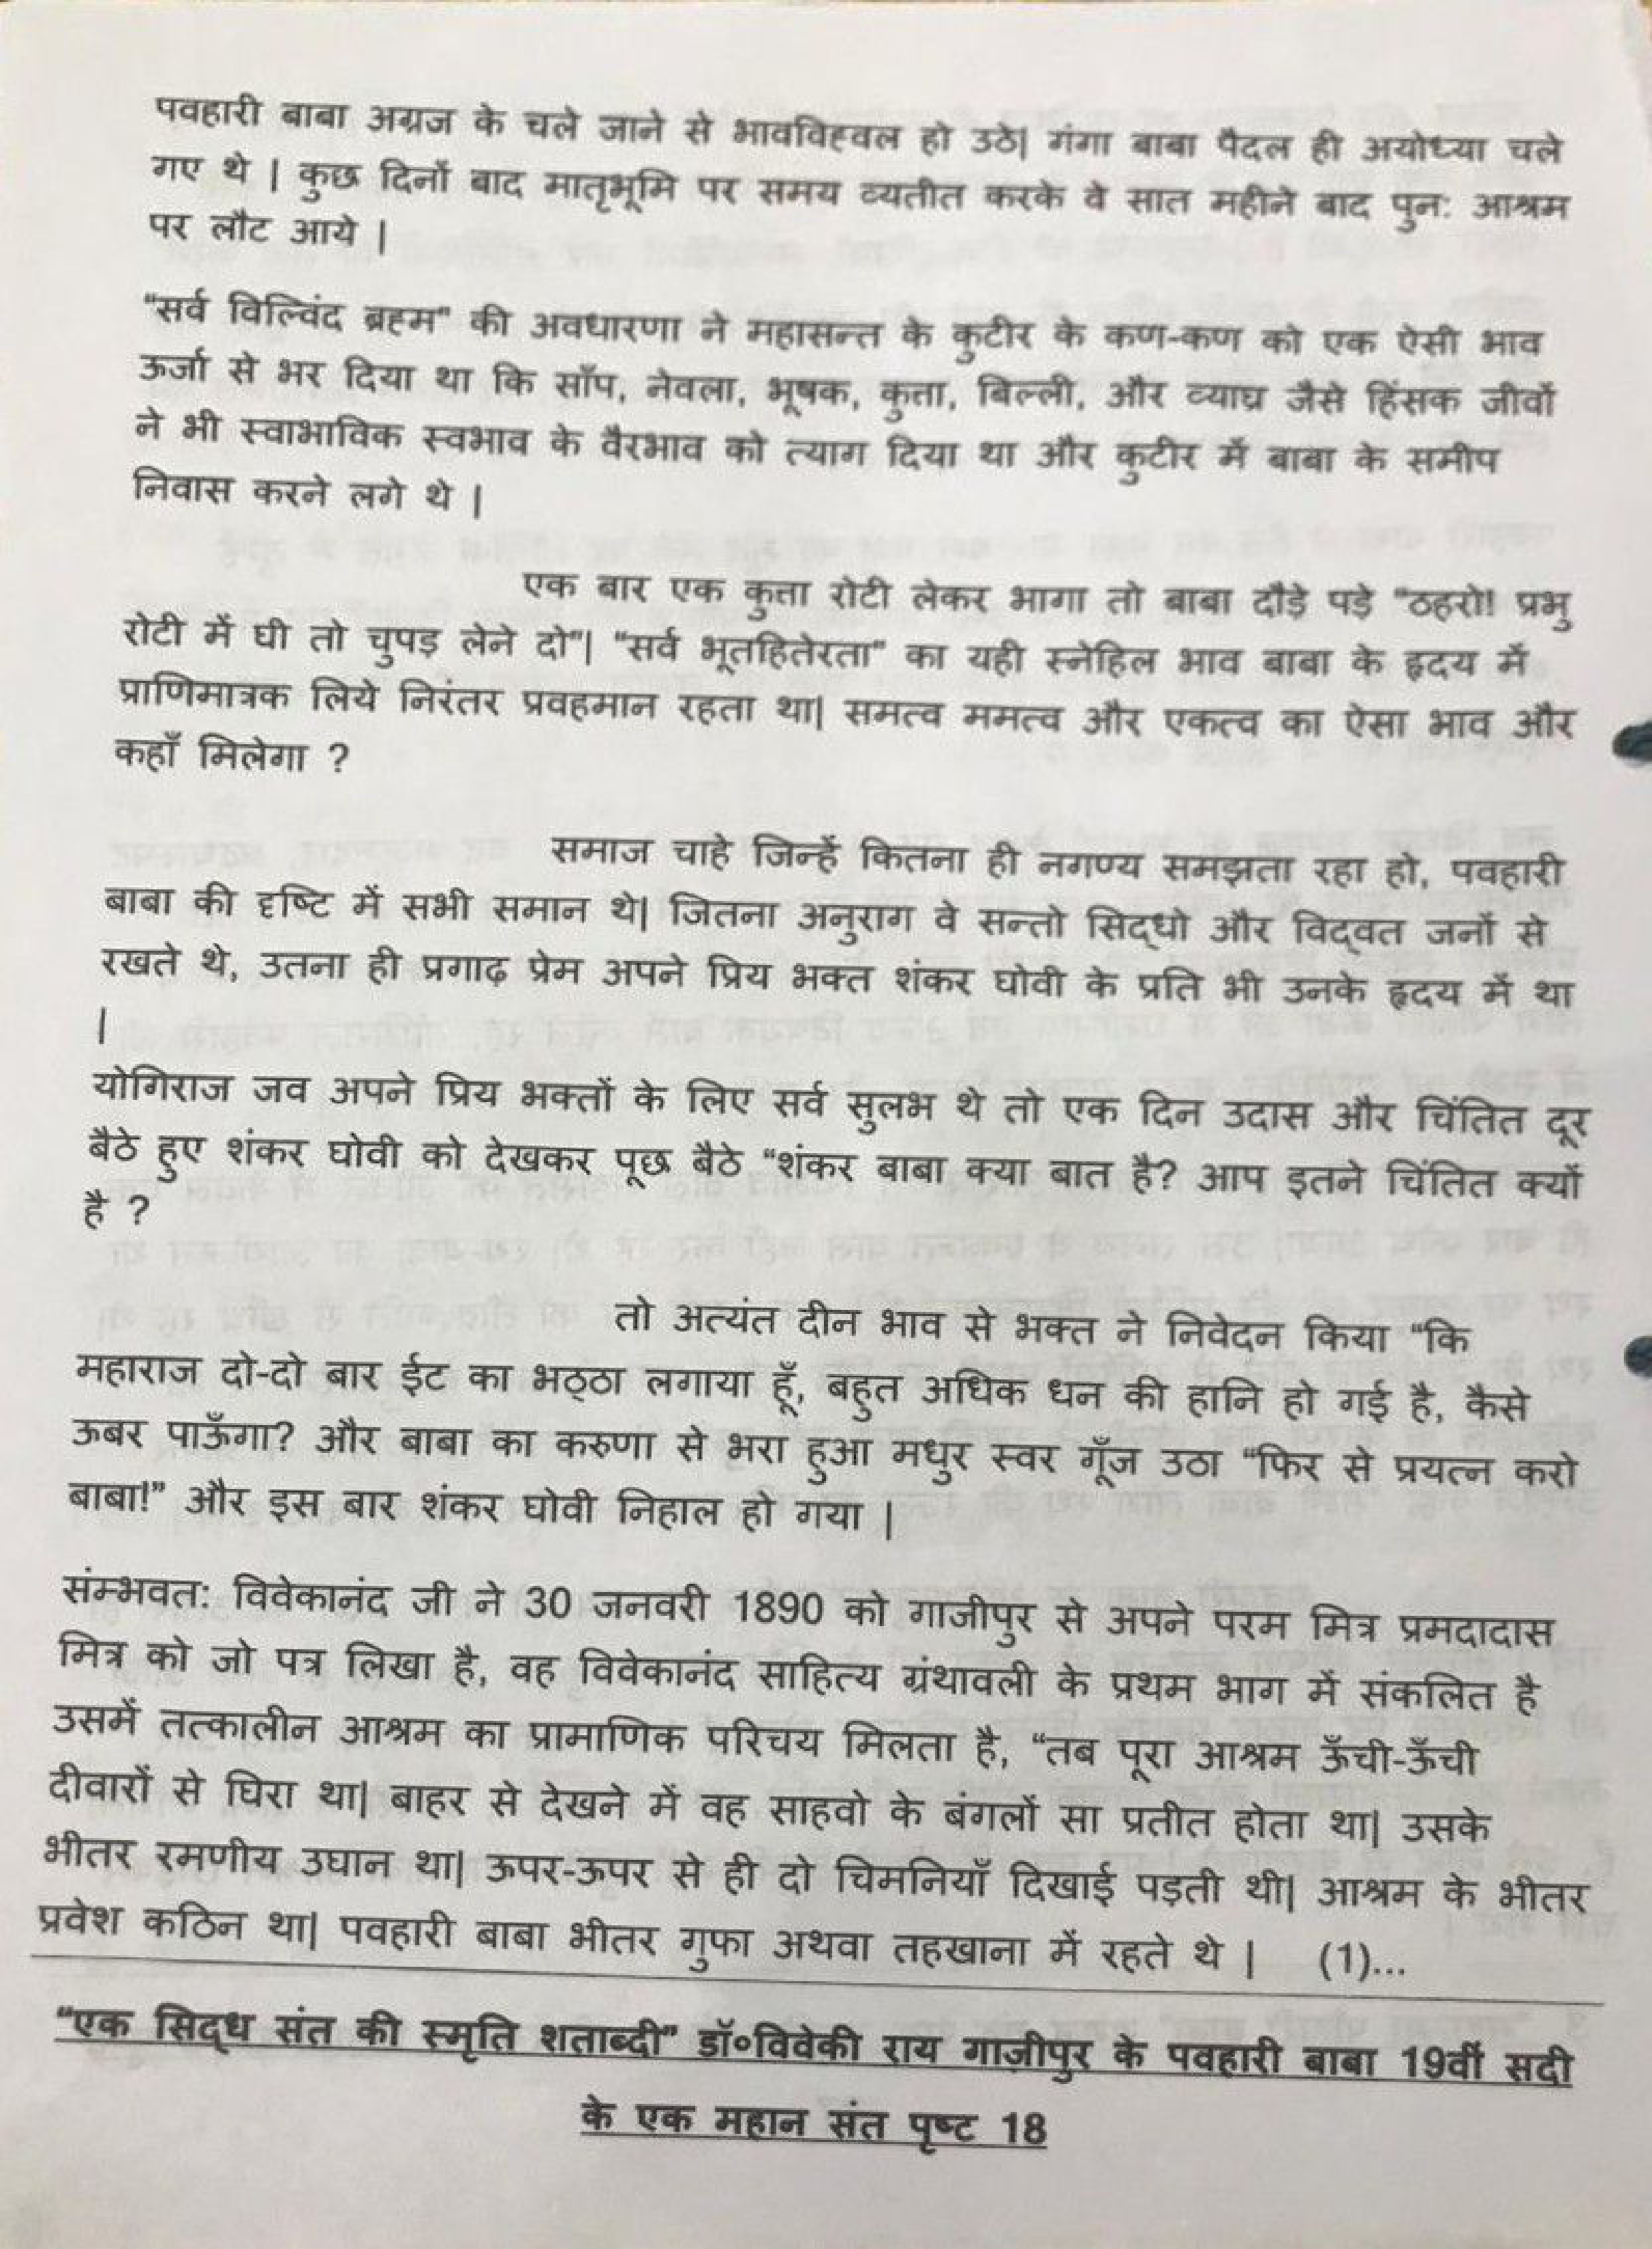 पवहारी बाबा अग्रज के चले जाने से भावविह्वल हो उठे| गंगा बाबा पैदल ही अयोध्या चले
गए थे | कुछ दिनों बाद मातृभूमि पर समय व्यतीत करके वे सात महीने बाद पुन: आश्रम
पर लौट आये |
"सर्व विल्विंद ब्रह्म" की अवधारणा ने महासन्त के कुटीर के कण-कण को एक ऐसी भाव
ऊर्जा से भर दिया था कि साँप, नेवला, भूषक, कुत्ता, बिल्ली, और व्याघ्र जैसे हिंसक जीवों
ने भी स्वाभाविक स्वभाव के वैरभाव को त्याग दिया था और कुटीर में बाबा के समीप
निवास करने लगे थे |
एक बार एक कुत्ता रोटी लेकर भागा तो बाबा दौड़े पड़े "ठहरो! प्रभु
रोटी में घी तो चुपड़ लेने दो"| "सर्व भूतहितेरता" का यही स्नेहिल भाव बाबा के हृदय में
प्राणिमात्रक लिये निरंतर प्रवहमान रहता था| समत्व ममत्व और एकत्व का ऐसा भाव और
कहाँ मिलेगा ?
समाज चाहे जिन्हें कितना ही नगण्य समझता रहा हो, पवहारी
बाबा की दृष्टि में सभी समान थे| जितना अनुराग वे सन्तो सिद्धो और विद्वत जनों से
रखते थे, उतना ही प्रगाढ़ प्रेम अपने प्रिय भक्त शंकर घोवी के प्रति भी उनके हृदय में था
|
योगिराज जव अपने प्रिय भक्तों के लिए सर्व सुलभ थे तो एक दिन उदास और चिंतित दूर
बैठे हुए शंकर घोवी को देखकर पूछ बैठे "शंकर बाबा क्या बात है? आप इतने चिंतित क्यों
है ?
तो अत्यंत दीन भाव से भक्त ने निवेदन किया "कि
महाराज दो-दो बार ईट का भठ्ठा लगाया हूँ, बहुत अधिक धन की हानि हो गई है, कैसे
ऊबर पाऊँगा? और बाबा का करुणा से भरा हुआ मधुर स्वर गूँज उठा "फिर से प्रयत्न करो
बाबा!" और इस बार शंकर घोवी निहाल हो गया |
संम्भवत: विवेकानंद जी ने 30 जनवरी 1890 को गाजीपुर से अपने परम मित्र प्रमदादास
मित्र को जो पत्र लिखा है, वह विवेकानंद साहित्य ग्रंथावली के प्रथम भाग में संकलित है
उसमें तत्कालीन आश्रम का प्रामाणिक परिचय मिलता है, "तब पूरा आश्रम ऊँची-ऊँची
दीवारों से घिरा था| बाहर से देखने में वह साहवो के बंगलों सा प्रतीत होता था| उसके
भीतर रमणीय उघान था| ऊपर-ऊपर से ही दो चिमनियाँ दिखाई पड़ती थी| आश्रम के भीतर
प्रवेश कठिन था| पवहारी बाबा भीतर गुफा अथवा तहखाना में रहते थे | (1)...
"एक सिद्ध संत की स्मृति शताब्दी" डॉ०विवेकी राय गाज़ीपुर के पवहारी बाबा 19वीं सदी
के एक महान संत पृष्ट 18